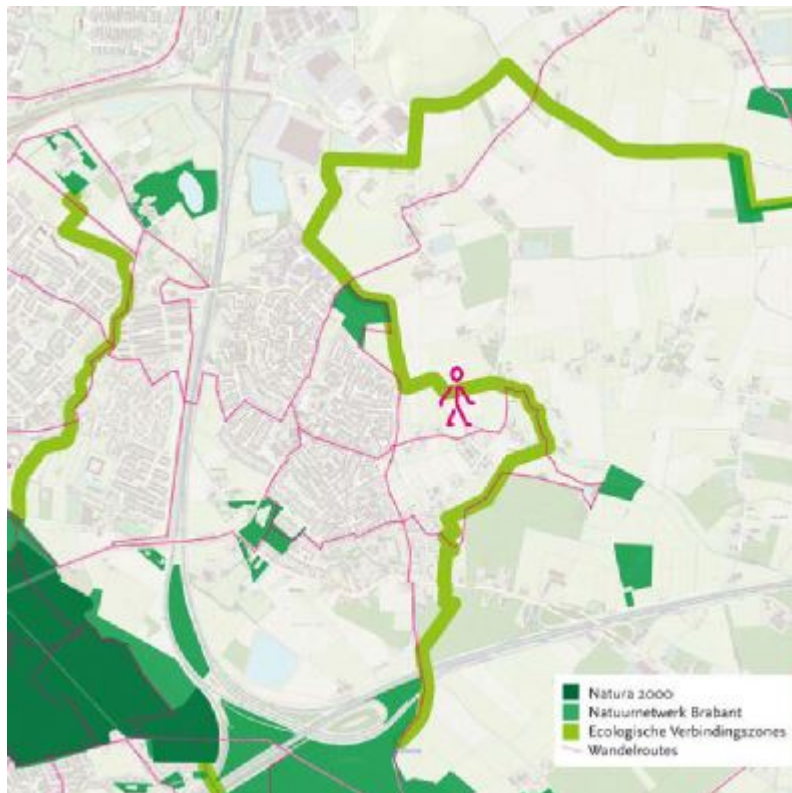 Natura 2000
Natuurnetwerk Brabant
Ecologische Verbindingszones
Wandelroutes